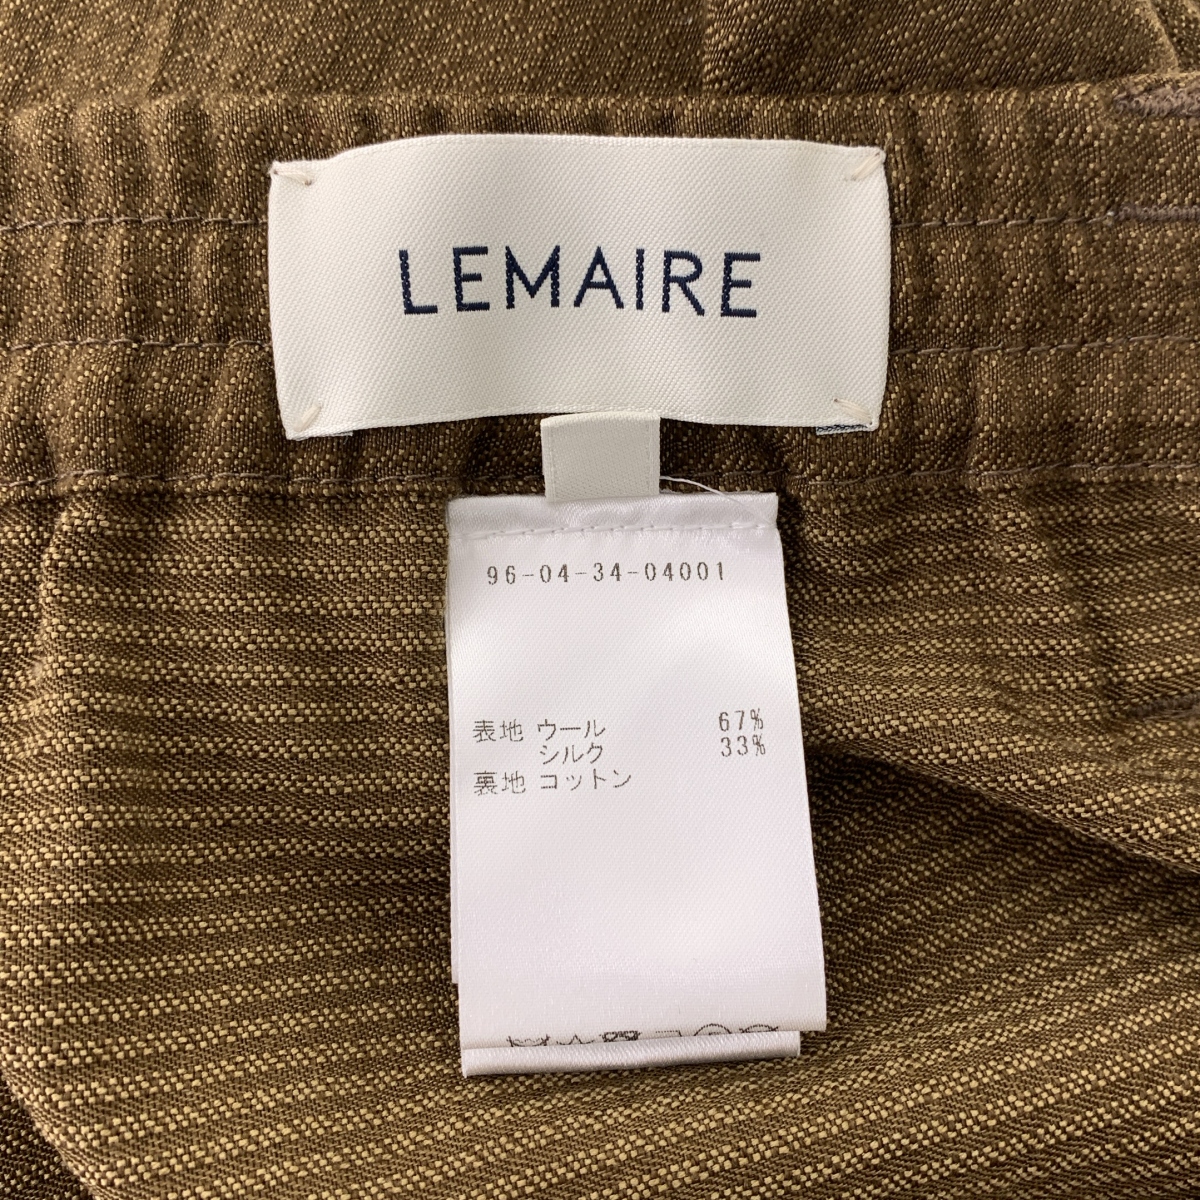 LEMAIRE
96-04-34-04001
表地 ウール 67%
シルク 33%
裏地 コットン